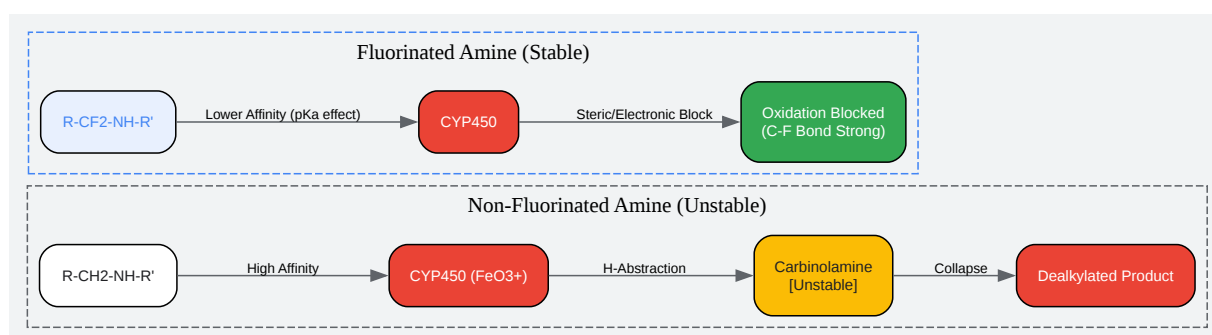 Fluorinated Amine (Stable)
R-CF2-NH-R'
Lower Affinity (pKa effect)
CYP450
Steric/Electronic Block
Oxidation Blocked
(C-F Bond Strong)
Non-Fluorinated Amine (Unstable)
R-CH2-NH-R'
High Affinity
CYP450 (FeO3+)
H-Abstraction
Carbinolamine
[Unstable]
Collapse
Dealkylated Product